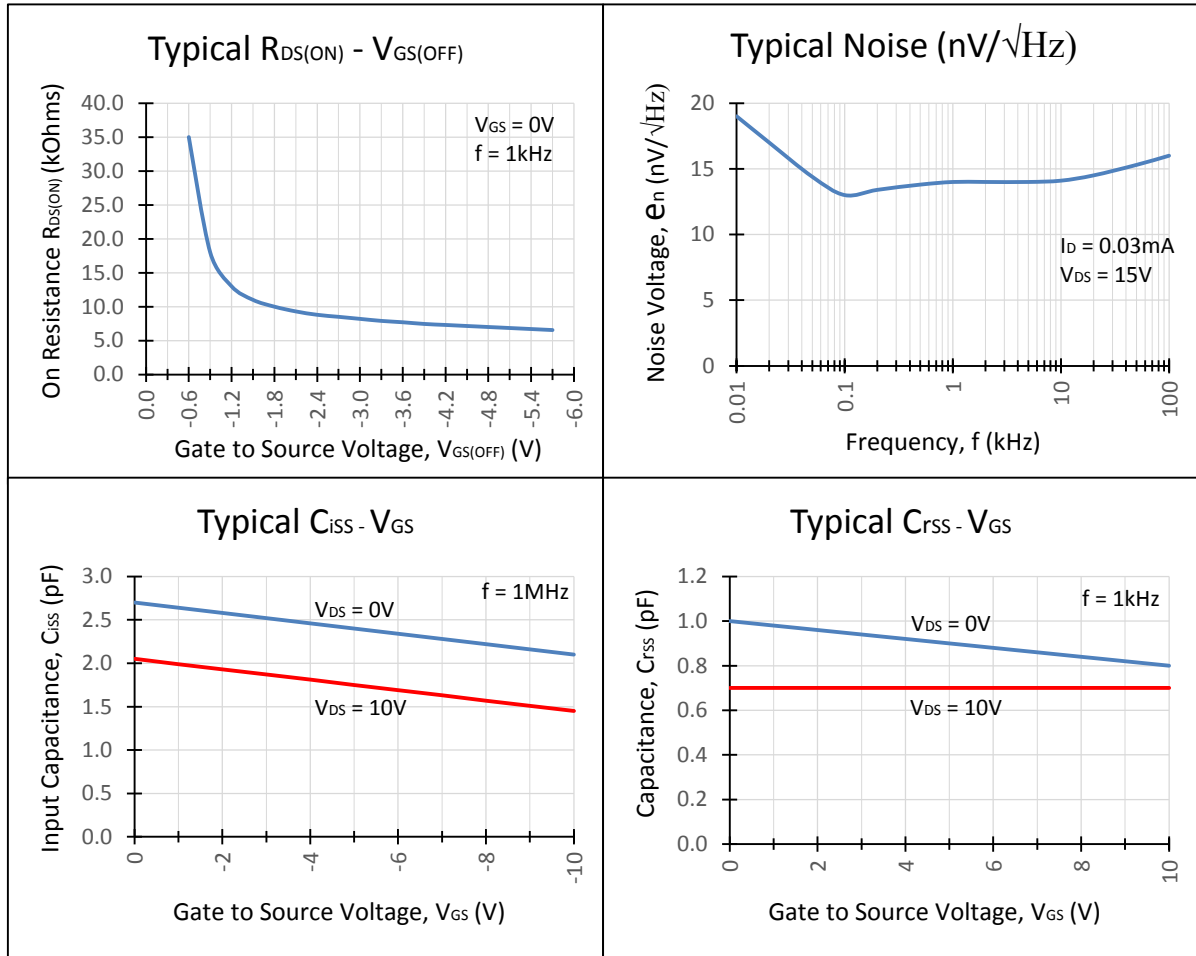 Typical RDS(ON) - VGS(OFF)
On Resistance RDS(ON) (kOhms)
40.0
35.0
30.0
25.0
20.0
15.0
10.0
5.0
0.0
VGS = 0V
f = 1kHz
0.0
-0.6
-1.2
-1.8
-2.4
-3.0
-3.6
-4.2
-4.8
-5.4
-6.0
Gate to Source Voltage, VGS(OFF) (V)
Typical Noise (nV/√Hz)
Noise Voltage, en (nV/√Hz)
20
15
10
5
0
ID = 0.03mA
VDS = 15V
0.01
0.1
1
10
100
Frequency, f (kHz)
Typical CiSS - VGS
Input Capacitance, Ciss (pF)
3.0
2.5
2.0
1.5
1.0
0.5
0.0
f = 1MHz
VDS = 0V
VDS = 10V
0
-2
-4
-6
-8
-10
Gate to Source Voltage, VGS (V)
Typical CrSS - VGS
Capacitance, Crss (pF)
1.2
1.0
0.8
0.6
0.4
0.2
0.0
f = 1kHz
VDS = 0V
VDS = 10V
0
2
4
6
8
10
Gate to Source Voltage, VGS (V)